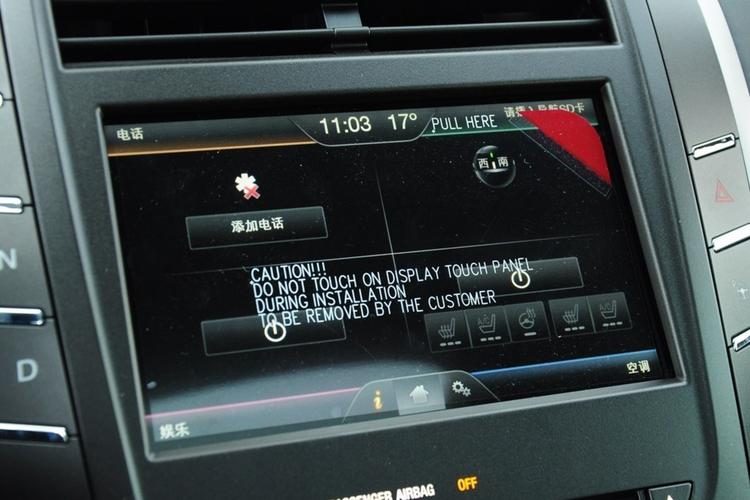 电话
11:03 17°
PULL HERE
请插入导航SD卡
西 南
添加电话
CAUTION!!!
DO NOT TOUCH ON DISPLAY TOUCH PANEL
DURING INSTALLATION
TO BE REMOVED BY THE CUSTOMER
A/C
A/C
i
空调
娱乐
N
D
PASSENGER AIRBAG OFF